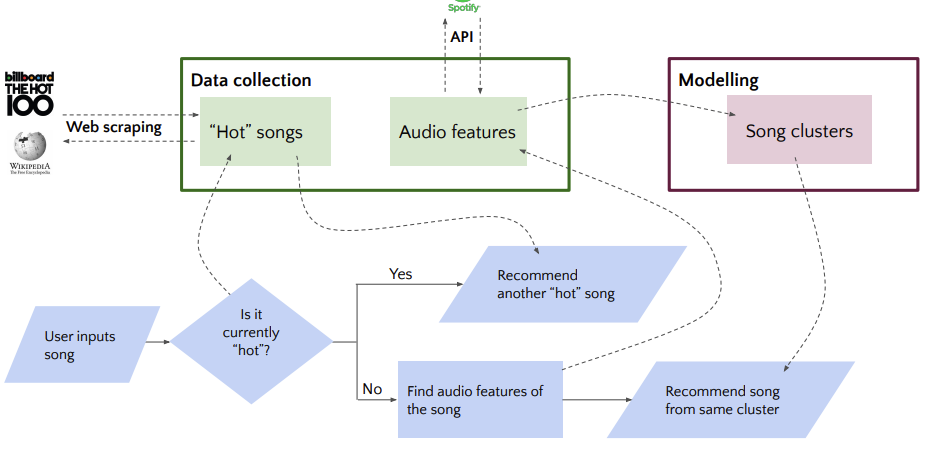 Spotify
API
Data collection
Modelling
billboard
THE HOT
100
Web scraping
"Hot" songs
Audio features
Song clusters
WIKIPEDIA
The Free Encyclopedia
Yes
Recommend
another "hot" song
Is it
currently
"hot"?
User inputs
song
No
Find audio features of
the song
Recommend song
from same cluster